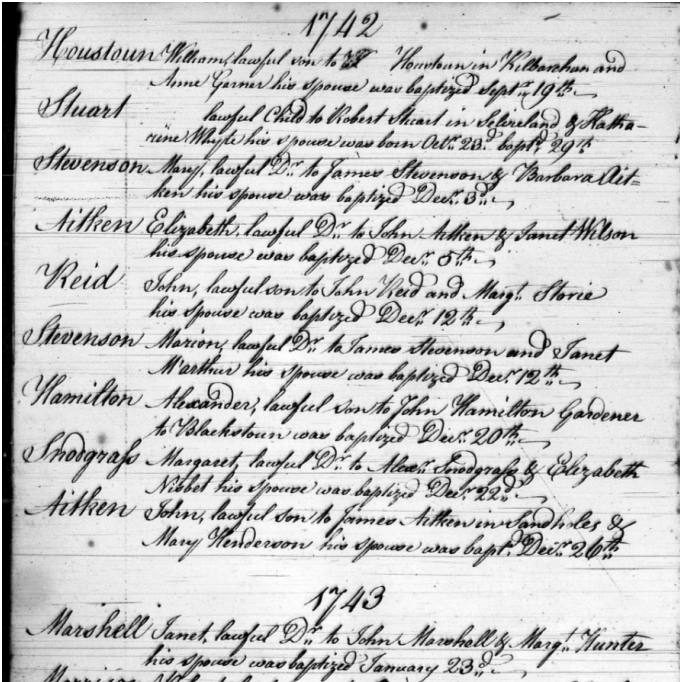 1742
Houstoun William, lawful son to W Houstoun in Kilbarchan and
Anne Garner his spouse was baptized Septr. 19th.
Stuart lawful Child to Robert Stuart in & Katha-
rine Whyte his spouse was born Octr. 23d. bapt. 29th
Stevenson Mary, lawful Dr. to James Stevenson & Barbara Ait=
ken his spouse was baptized Decr. 3d.
Aitken Elizabeth, lawful Dr. to John Aitken & Janet Wilson
his spouse was baptized Decr. 5th.
Reid John, lawful son to John Reid and Margt. Storie
his spouse was baptized Decr. 12th.
Stevenson Marion, lawful Dr. to James Stevenson and Janet
McArthur his spouse was baptized Decr. 12th.
Hamilton Alexander, lawful son to John Hamilton Gardener
to Blackstoun was baptized Decr. 20th.
Snodgrass Margaret, lawful Dr. to Alexr. Snodgrass & Elizabeth
Nisbet his spouse was baptized Decr. 22d.
Aitken John, lawful son to James Aitken in Sandholes &
Mary Henderson his spouse was bapt. Decr. 26th
1743
Marshell Janet, lawful Dr. to John Marshell & Margt. Hunter
his spouse was baptized January 23d.